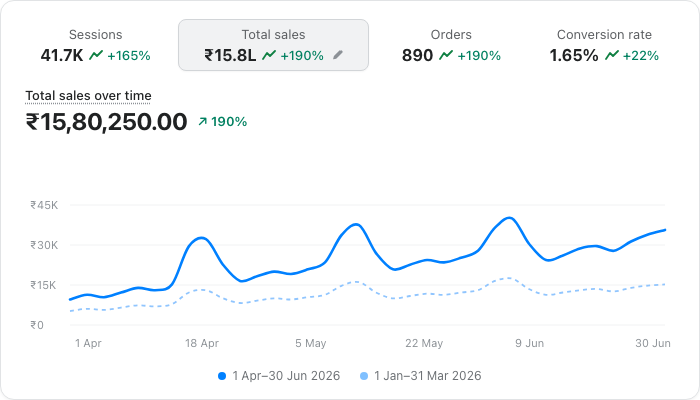 Sessions
41.7K +165%
Total sales
₹15.8L +190%
Orders
890 +190%
Conversion rate
1.65% +22%
Total sales over time
₹15,80,250.00 ↗ 190%
₹45K
₹30K
₹15K
₹0
1 Apr 18 Apr 5 May 22 May 9 Jun 30 Jun
1 Apr–30 Jun 2026 1 Jan–31 Mar 2026